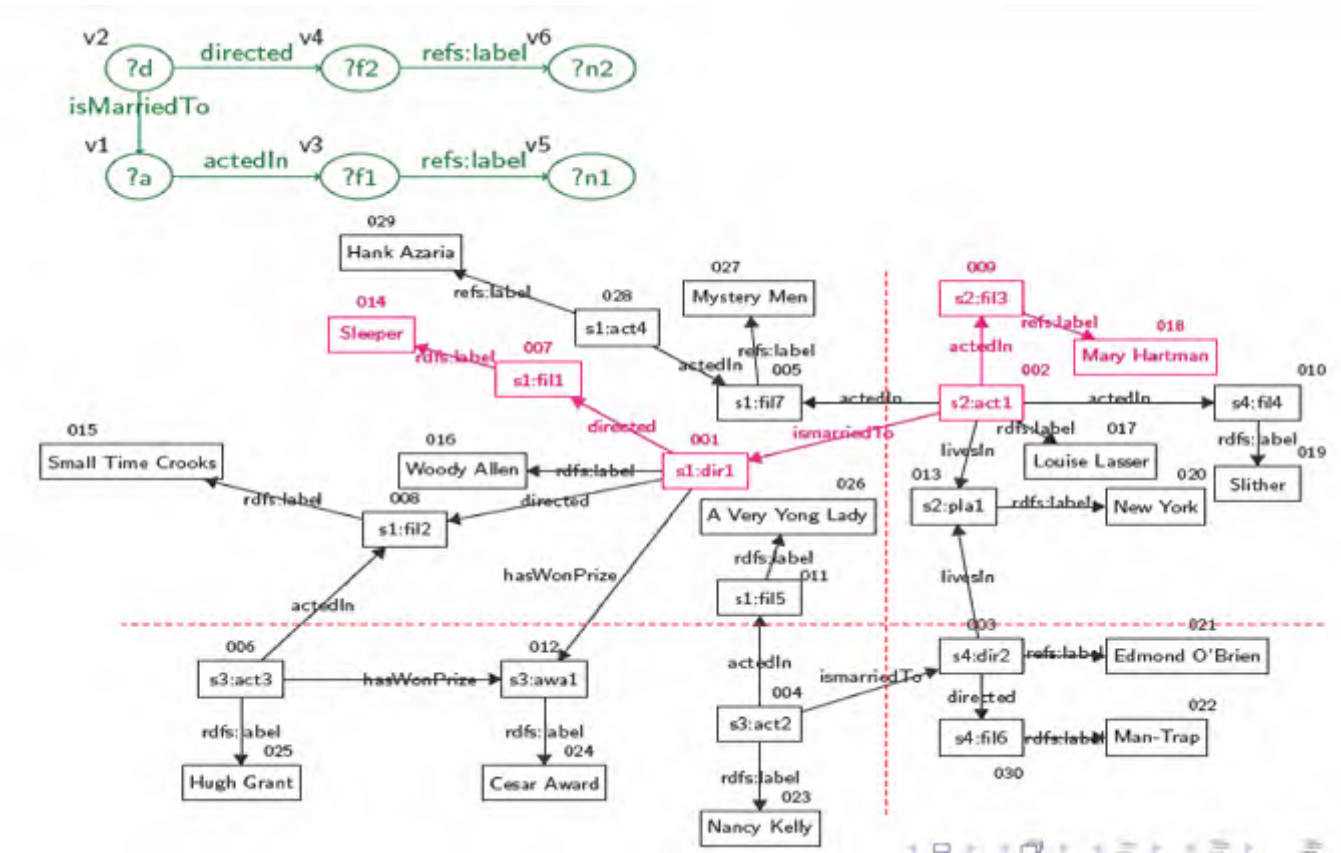 v2
?d
directed
v4
?f2
refs:label
v6
?n2
isMarriedTo
v1
?a
actedIn
v3
?f1
refs:label
v5
?n1
029
Hank Azaria
refs:label
028
s1:act4
027
Mystery Men
refs:label
actedIn
005
s1:fil7
actedIn
009
s2:fil3
refs:label
018
Mary Hartman
actedIn
002
s2:act1
actedIn
010
s4:fil4
rdfs:label
019
Slither
014
Sleeper
rdfs:label
007
s1:fil1
directed
ismarriedTo
001
s1:dir1
rdfs:label
016
Woody Allen
rdfs:label
017
Louise Lasser
livesIn
015
Small Time Crooks
rdfs:label
008
s1:fil2
directed
026
A Very Yong Lady
rdfs:label
011
s1:fil5
013
s2:pla1
rdfs:label
020
New York
livesIn
hasWonPrize
actedIn
006
s3:act3
hasWonPrize
012
s3:awa1
actedIn
ismarriedTo
003
s4:dir2
refs:label
021
Edmond O'Brien
directed
004
s3:act2
rdfs:label
025
Hugh Grant
rdfs:label
024
Cesar Award
rdfs:label
023
Nancy Kelly
s4:fil6
030
rdfs:label
022
Man-Trap